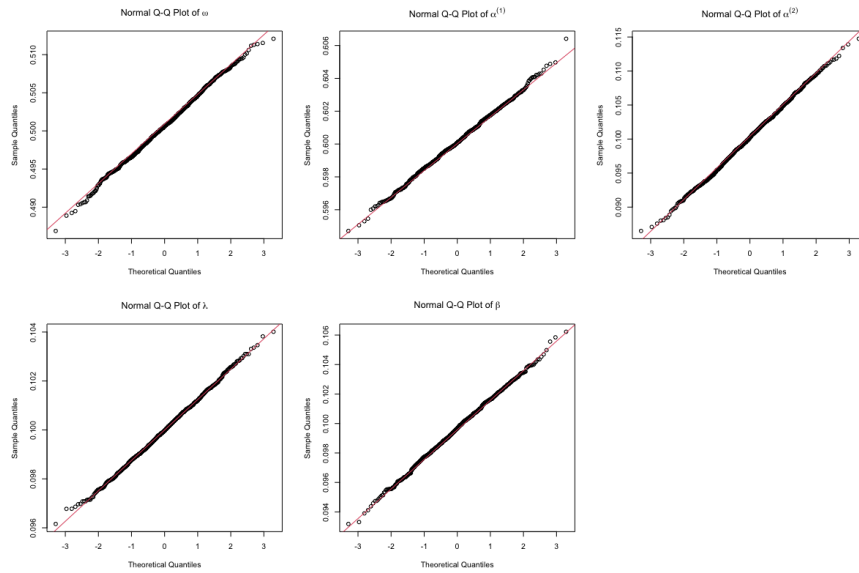 Normal Q-Q Plot of ω
Sample Quantiles
0.490 0.495 0.500 0.505 0.510
-3 -2 -1 0 1 2 3
Theoretical Quantiles
Normal Q-Q Plot of α(1)
Sample Quantiles
0.596 0.598 0.600 0.602 0.604 0.606
-3 -2 -1 0 1 2 3
Theoretical Quantiles
Normal Q-Q Plot of α(2)
Sample Quantiles
0.090 0.095 0.100 0.105 0.110 0.115
-3 -2 -1 0 1 2 3
Theoretical Quantiles
Normal Q-Q Plot of λ
Sample Quantiles
0.096 0.098 0.100 0.102 0.104
-3 -2 -1 0 1 2 3
Theoretical Quantiles
Normal Q-Q Plot of β
Sample Quantiles
0.094 0.096 0.098 0.100 0.102 0.104 0.106
-3 -2 -1 0 1 2 3
Theoretical Quantiles